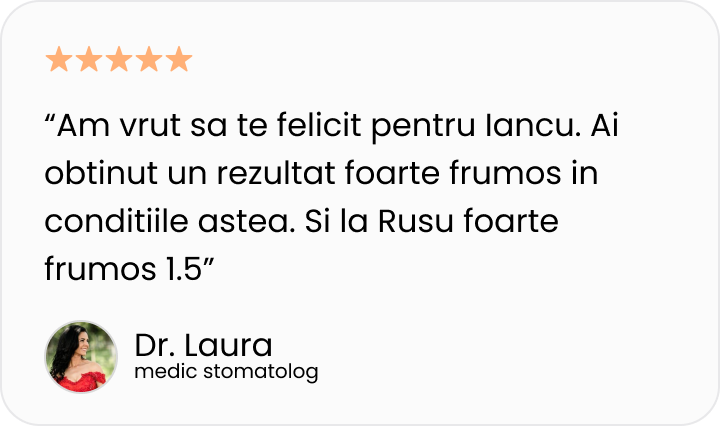 “Am vrut sa te felicit pentru Iancu. Ai
obtinut un rezultat foarte frumos in
conditiile astea. Si la Rusu foarte
frumos 1.5”
Dr. Laura
medic stomatolog